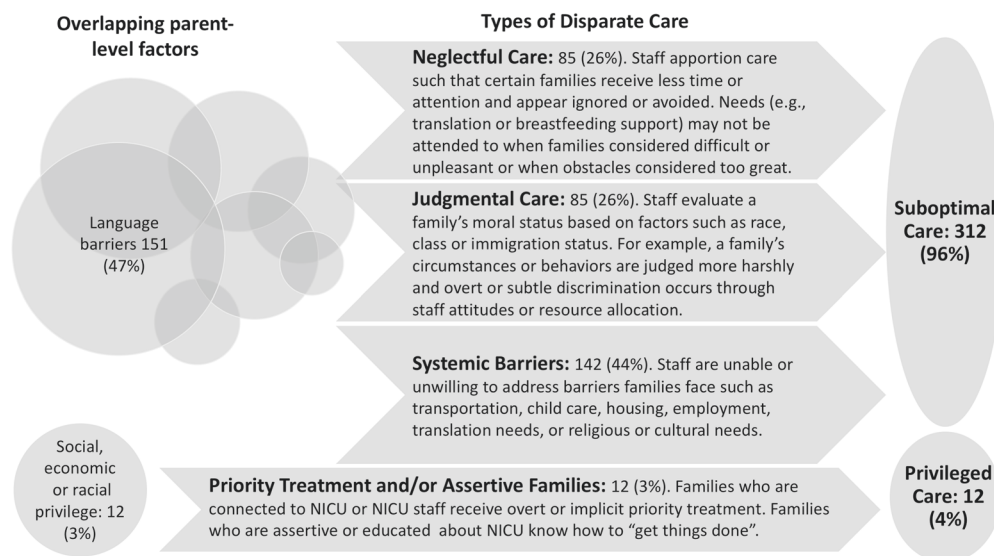 Overlapping parent-
level factors
Types of Disparate Care
Neglectful Care: 85 (26%). Staff apportion care
such that certain families receive less time or
attention and appear ignored or avoided. Needs (e.g.,
translation or breastfeeding support) may not be
attended to when families considered difficult or
unpleasant or when obstacles considered too great.
Language
barriers 151
(47%)
Judgmental Care: 85 (26%). Staff evaluate a
family’s moral status based on factors such as race,
class or immigration status. For example, a family’s
circumstances or behaviors are judged more harshly
and overt or subtle discrimination occurs through
staff attitudes or resource allocation.
Suboptimal
Care: 312
(96%)
Systemic Barriers: 142 (44%). Staff are unable or
unwilling to address barriers families face such as
transportation, child care, housing, employment,
translation needs, or religious or cultural needs.
Social,
economic
or racial
privilege: 12
(3%)
Priority Treatment and/or Assertive Families: 12 (3%). Families who are
connected to NICU or NICU staff receive overt or implicit priority treatment. Families
who are assertive or educated about NICU know how to “get things done”.
Privileged
Care: 12
(4%)